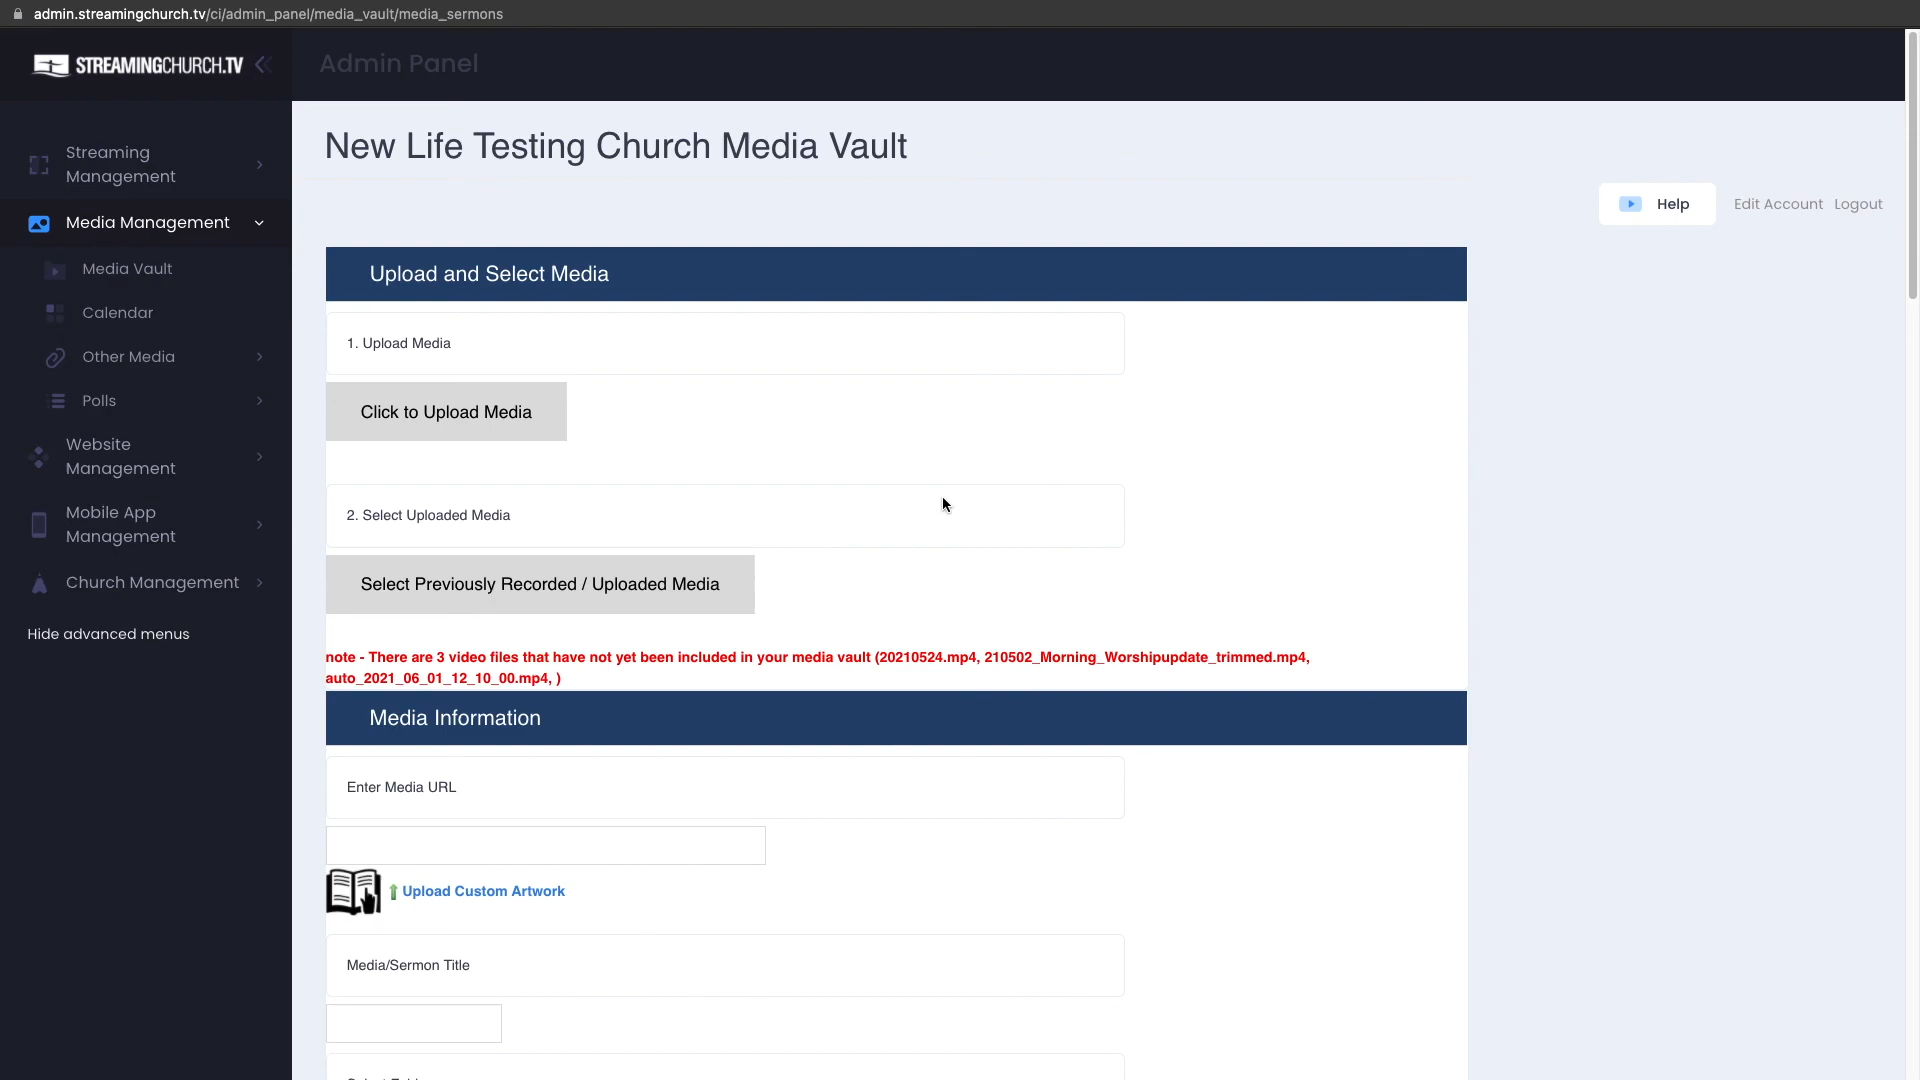 admin.streamingchurch.tv/ci/admin_panel/media_vault/media_sermons
STREAMINGCHURCH.TV
Admin Panel
Streaming
Management
Media Management
Media Vault
Calendar
Other Media
Polls
Website
Management
Mobile App
Management
Church Management
Hide advanced menus
New Life Testing Church Media Vault
Help
Edit Account
Logout
Upload and Select Media
1. Upload Media
Click to Upload Media
2. Select Uploaded Media
Select Previously Recorded / Uploaded Media
note - There are 3 video files that have not yet been included in your media vault (20210524.mp4, 210502_Morning_Worshipupdate_trimmed.mp4,
auto_2021_06_01_12_10_00.mp4, )
Media Information
Enter Media URL
Upload Custom Artwork
Media/Sermon Title